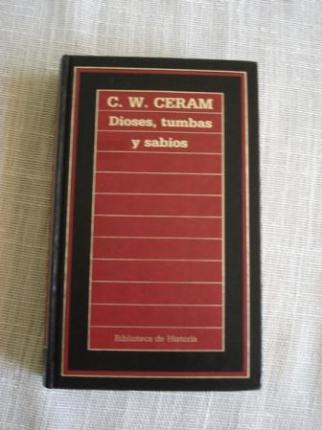 C. W. CERAM
Dioses, tumbas
y sabios
Biblioteca de Historia